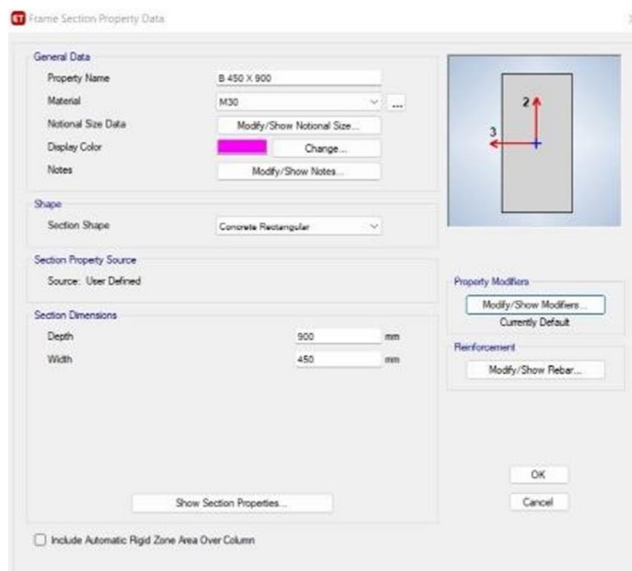 ET Frame Section Property Data
General Data
Property Name B 450 X 900
Material M30 ...
Notional Size Data Modify/Show Notional Size...
Display Color Change...
Notes Modify/Show Notes...
Shape
Section Shape Concrete Rectangular
Section Property Source
Source: User Defined
Section Dimensions
Depth 900 mm
Width 450 mm
Show Section Properties...
Include Automatic Rigid Zone Area Over Column
2
3
Property Modifiers
Modify/Show Modifiers...
Currently Default
Reinforcement
Modify/Show Rebar...
OK
Cancel